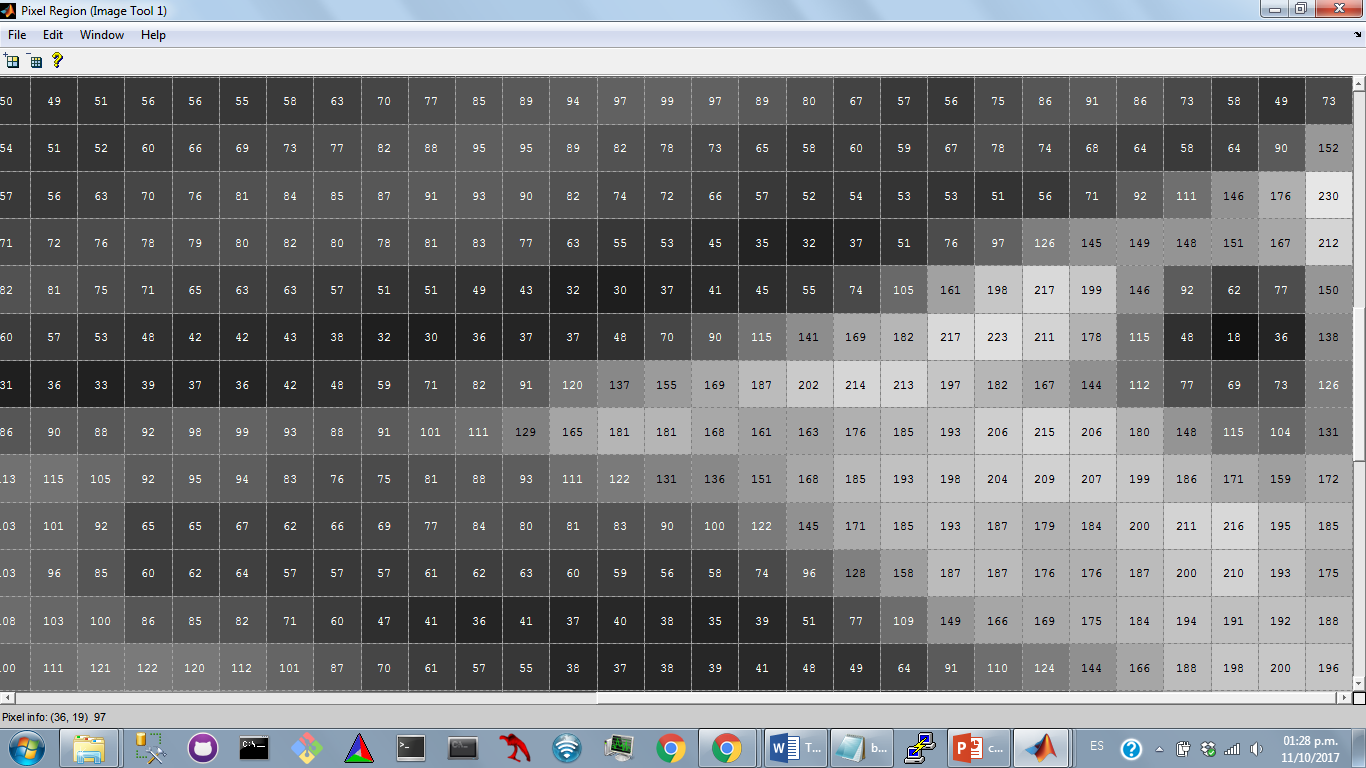 Pixel Region (Image Tool 1)
File Edit Window Help
50 49 51 56 56 55 58 63 70 77 85 89 94 97 99 97 89 80 67 57 56 75 86 91 86 73 58 49 73
54 51 52 60 66 69 73 77 82 88 95 95 89 82 78 73 65 58 60 59 67 78 74 68 64 58 64 90 152
57 56 63 70 76 81 84 85 87 91 93 90 82 74 72 66 57 52 54 53 53 51 56 71 92 111 146 176 230
71 72 76 78 79 80 82 80 78 81 83 77 63 55 53 45 35 32 37 51 76 97 126 145 149 148 151 167 212
82 81 75 71 65 63 63 57 51 51 49 43 32 30 37 41 45 55 74 105 161 198 217 199 146 92 62 77 150
60 57 53 48 42 42 43 38 32 30 36 37 37 48 70 90 115 141 169 182 217 223 211 178 115 48 18 36 138
31 36 33 39 37 36 42 48 59 71 82 91 120 137 155 169 187 202 214 213 197 182 167 144 112 77 69 73 126
86 90 88 92 98 99 93 88 91 101 111 129 165 181 181 168 161 163 176 185 193 206 215 206 180 148 115 104 131
13 115 105 92 95 94 83 76 75 81 88 93 111 122 131 136 151 168 185 193 198 204 209 207 199 186 171 159 172
03 101 92 65 65 67 62 66 69 77 84 80 81 83 90 100 122 145 171 185 193 187 179 184 200 211 216 195 185
03 96 85 60 62 64 57 57 57 61 62 63 60 59 56 58 74 96 128 158 187 187 176 176 187 200 210 193 175
08 103 100 86 85 82 71 60 47 41 36 41 37 40 38 35 39 51 77 109 149 166 169 175 184 194 191 192 188
00 111 121 122 120 112 101 87 70 61 57 55 38 37 38 39 41 48 49 64 91 110 124 144 166 188 198 200 196
Pixel info: (36, 19) 97
C:\... T... b... c... ES 01:28 p.m.
11/10/2017